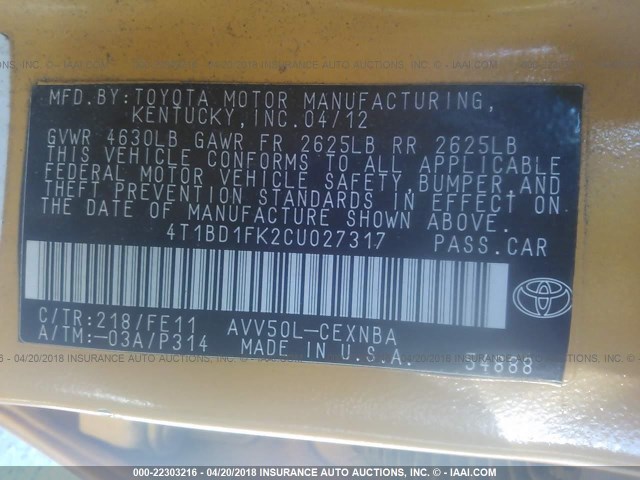 MFD.BY:TOYOTA MOTOR MANUFACTURING,
KENTUCKY, INC. 04/12
GVWR 4630LB GAWR FR 2625LB RR 2625LB
THIS VEHICLE CONFORMS TO ALL APPLICABLE
FEDERAL MOTOR VEHICLE SAFETY, BUMPER, AND
THEFT PREVENTION STANDARDS IN EFFECT ON
THE DATE OF MANUFACTURE SHOWN ABOVE.
4T1BD1FK2CU027317 PASS.CAR
C/TR:218/FE11 AVV50L-CEXNBA
A/TM:-03A/P314 MADE IN U.S.A.
54888
TOYOTA
000-22303216 - 04/20/2018 INSURANCE AUTO AUCTIONS, INC. - © - IAAI.COM